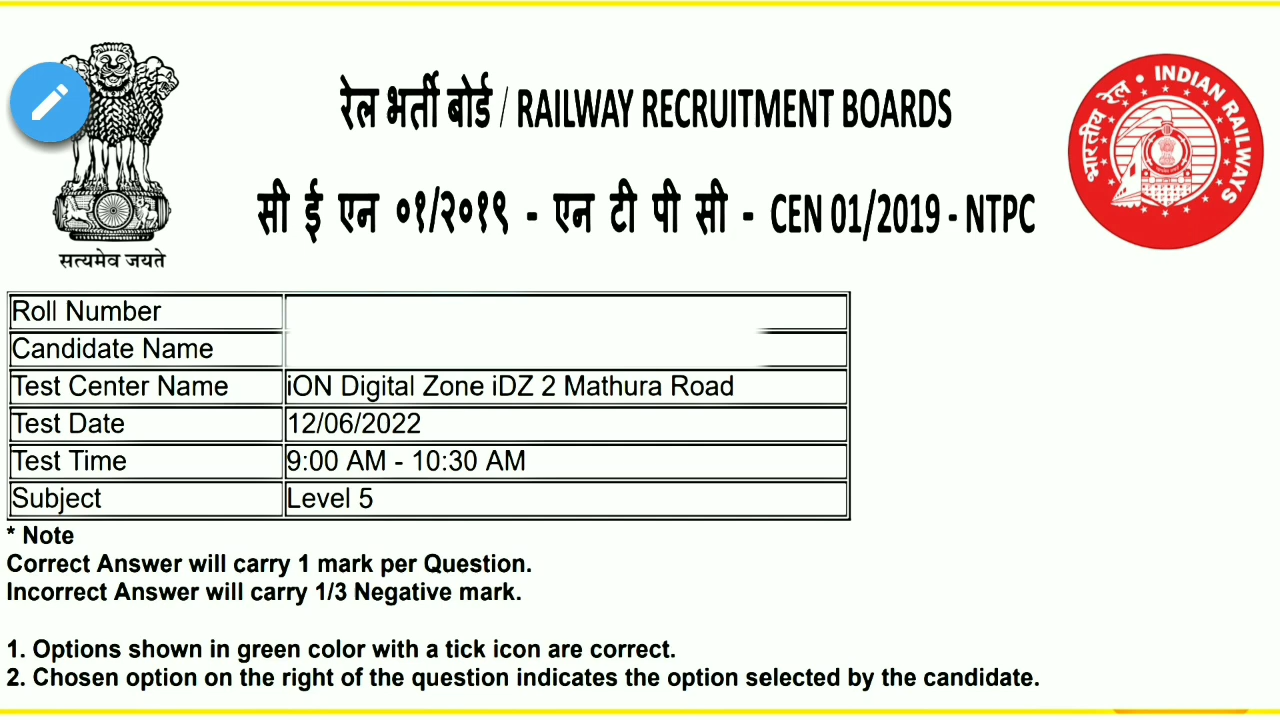 रेल भर्ती बोर्ड / RAILWAY RECRUITMENT BOARDS
सी ई एन ०१/२०१९ - एन टी पी सी - CEN 01/2019 - NTPC
सत्यमेव जयते
भारतीय रेल • INDIAN RAILWAYS
Roll Number
Candidate Name
Test Center Name iON Digital Zone iDZ 2 Mathura Road
Test Date 12/06/2022
Test Time 9:00 AM - 10:30 AM
Subject Level 5
* Note
Correct Answer will carry 1 mark per Question.
Incorrect Answer will carry 1/3 Negative mark.
1. Options shown in green color with a tick icon are correct.
2. Chosen option on the right of the question indicates the option selected by the candidate.